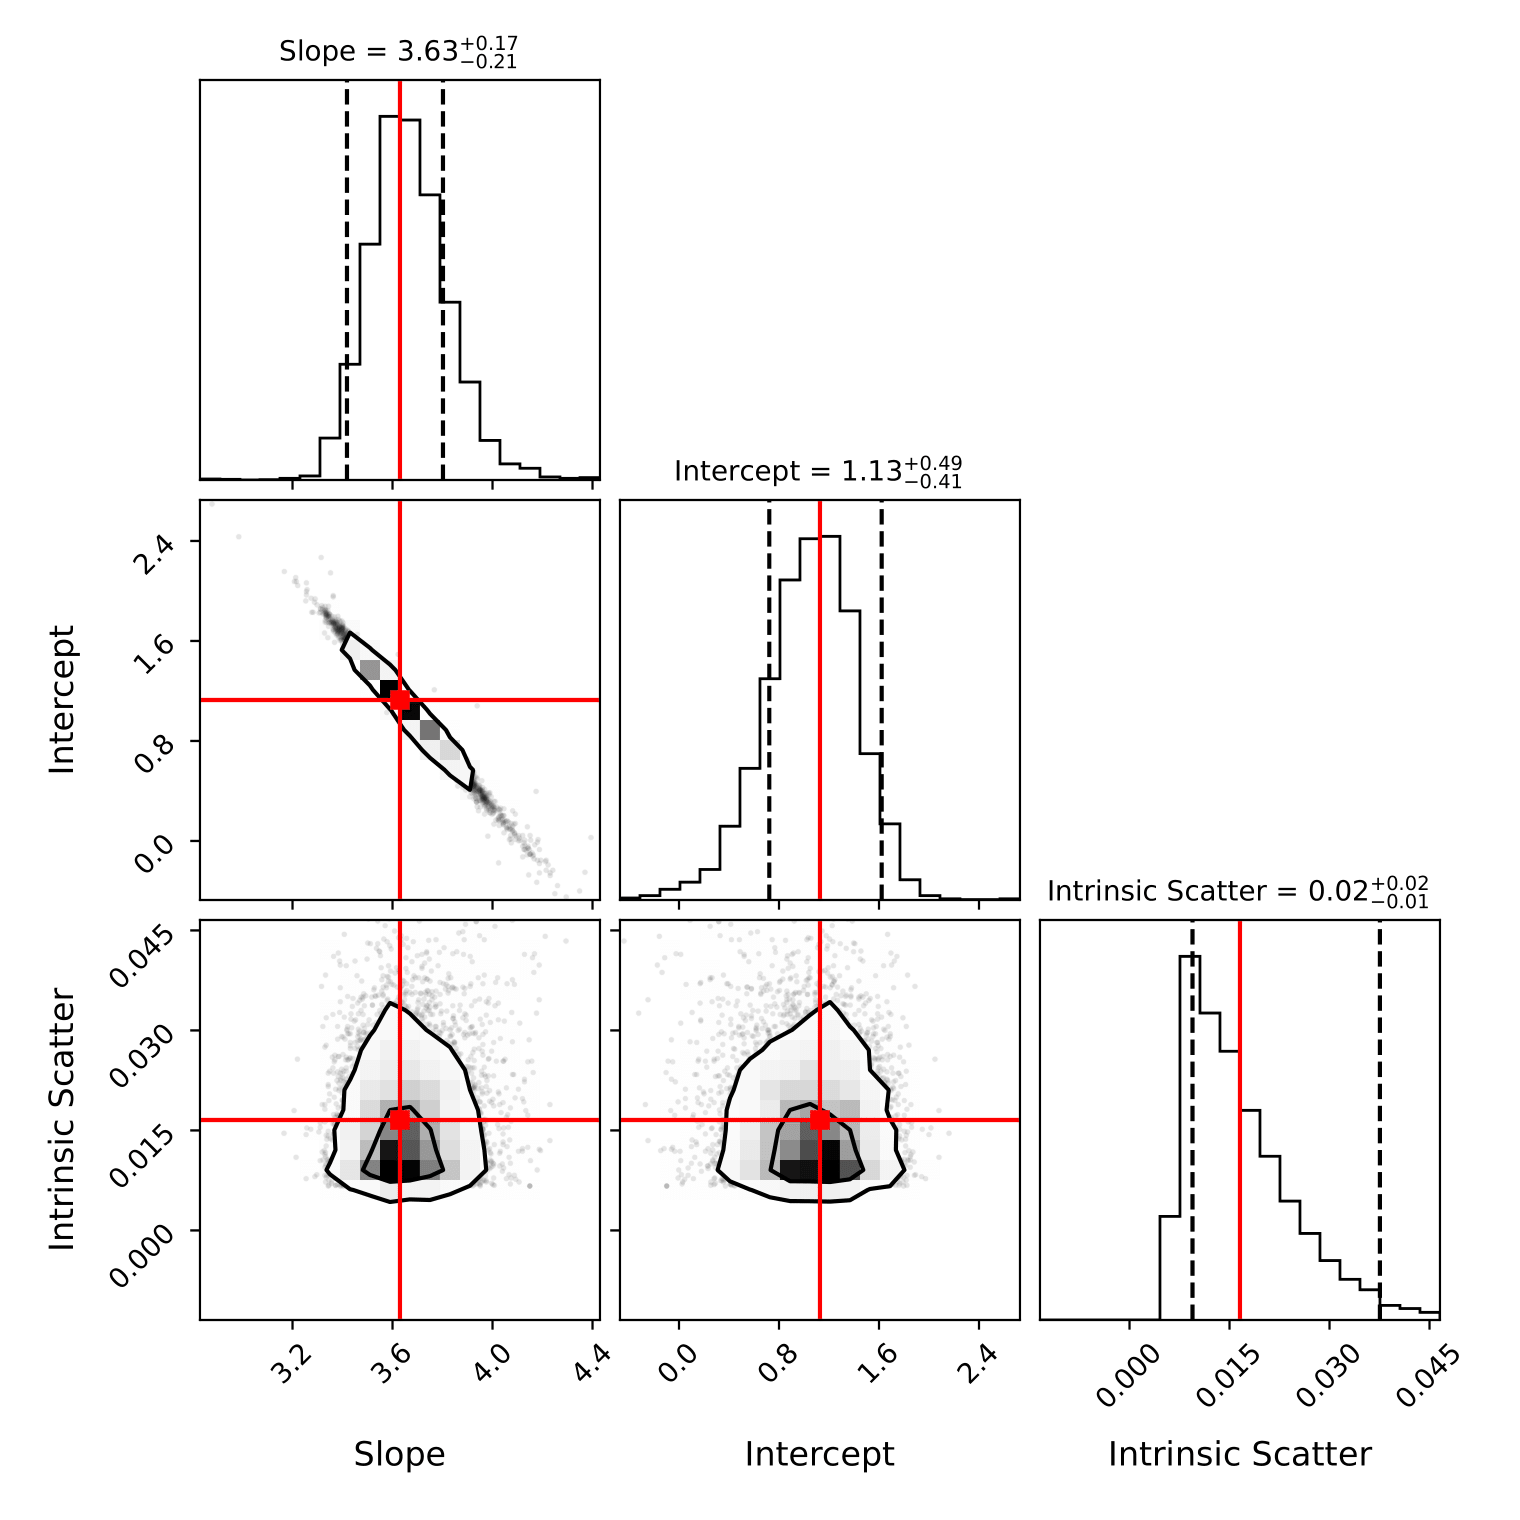 Slope = 3.63+0.17−0.21
Intercept = 1.13+0.49−0.41
2.4
1.6
0.8
0.0
Intercept
Intrinsic Scatter = 0.02+0.02−0.01
0.045
0.030
0.015
0.000
Intrinsic Scatter
3.2 3.6 4.0 4.4 0.0 0.8 1.6 2.4 0.000 0.015 0.030 0.045
Slope Intercept Intrinsic Scatter